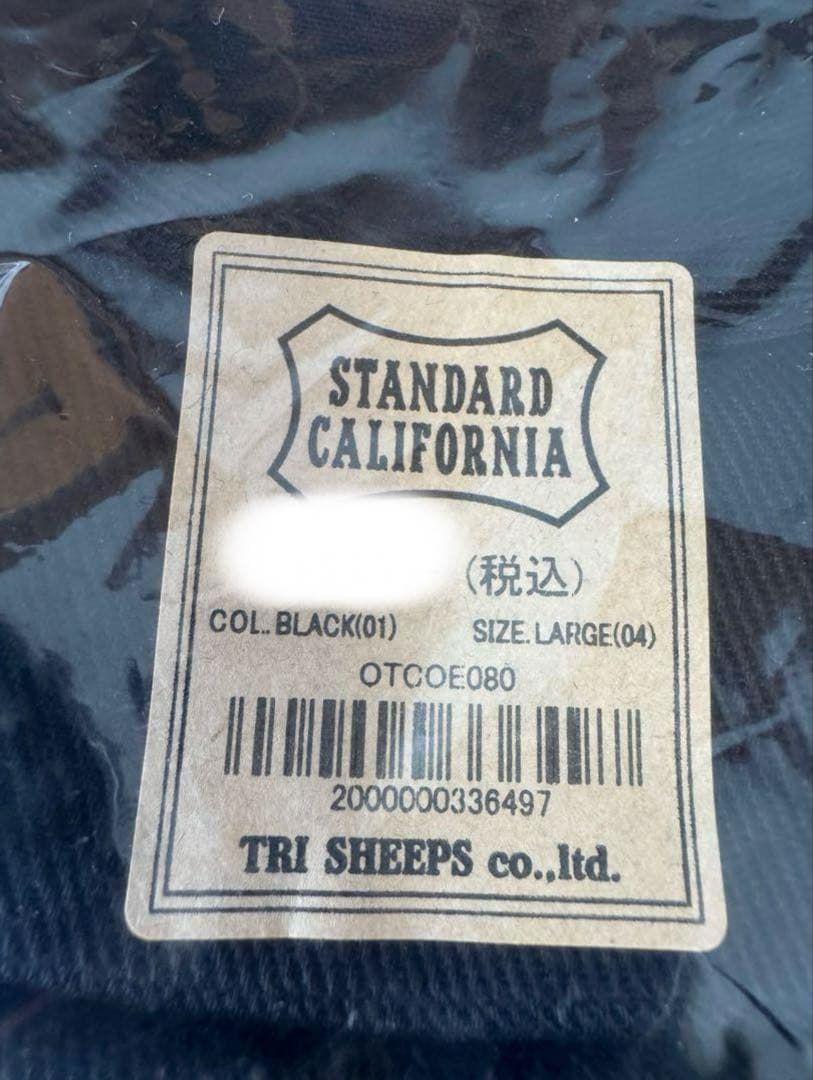 STANDARD
CALIFORNIA
(税込)
COL.. BLACK(01) SIZE. LARGE(04)
OTCOE080
2000000336497
TRI SHEEPS co.,ltd.